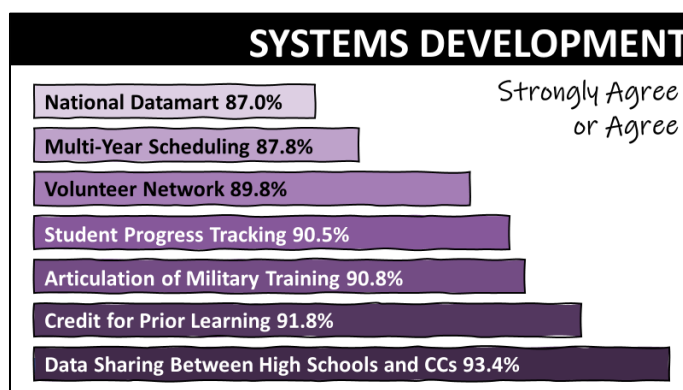 SYSTEMS DEVELOPMENT
Strongly Agree
or Agree
National Datamart 87.0%
Multi-Year Scheduling 87.8%
Volunteer Network 89.8%
Student Progress Tracking 90.5%
Articulation of Military Training 90.8%
Credit for Prior Learning 91.8%
Data Sharing Between High Schools and CCs 93.4%